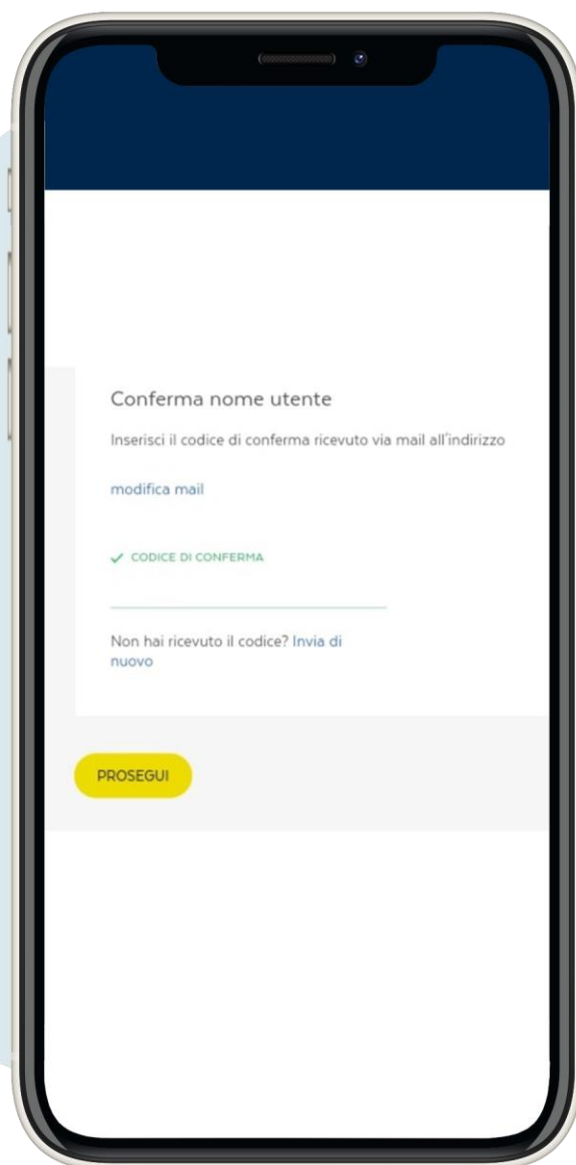 Conferma nome utente
Inserisci il codice di conferma ricevuto via mail all'indirizzo
modifica mail
CODICE DI CONFERMA
Non hai ricevuto il codice? Invia di
nuovo
PROSEGUI